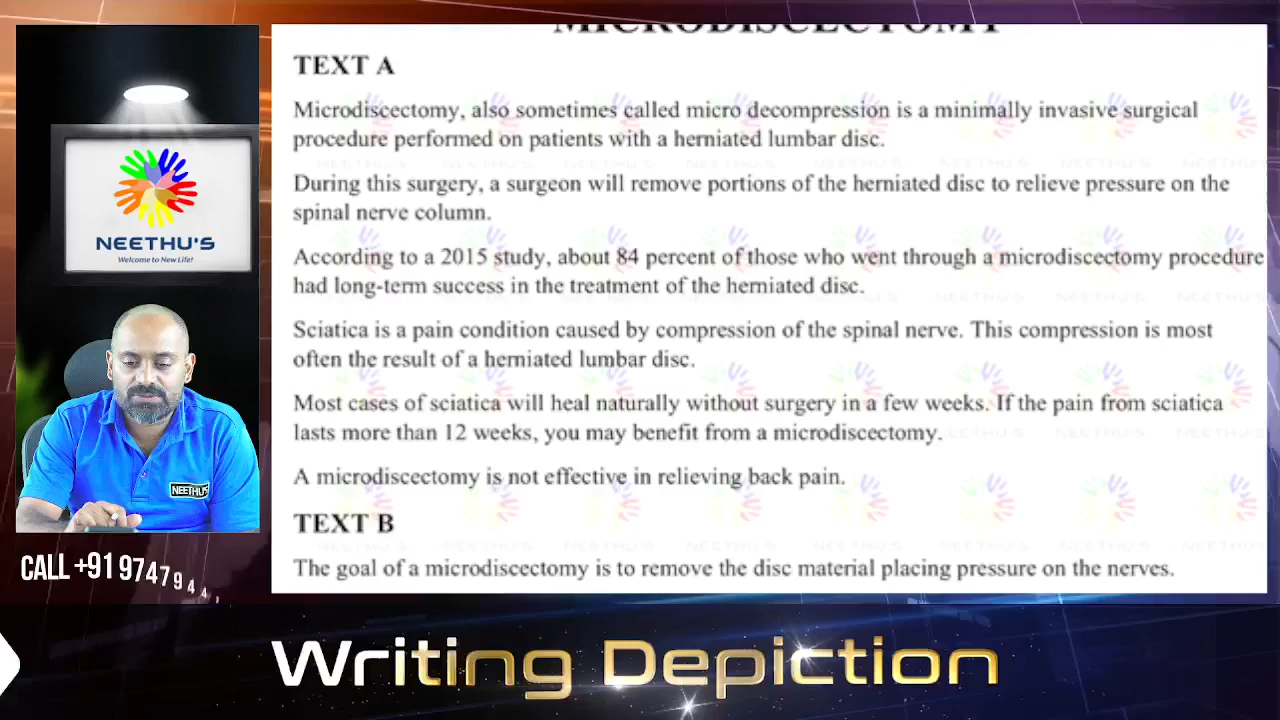 MICRODISCECTOMY
TEXT A
Microdiscectomy, also sometimes called micro decompression is a minimally invasive surgical
procedure performed on patients with a herniated lumbar disc.
During this surgery, a surgeon will remove portions of the herniated disc to relieve pressure on the
spinal nerve column.
According to a 2015 study, about 84 percent of those who went through a microdiscectomy procedure
had long-term success in the treatment of the herniated disc.
Sciatica is a pain condition caused by compression of the spinal nerve. This compression is most
often the result of a herniated lumbar disc.
Most cases of sciatica will heal naturally without surgery in a few weeks. If the pain from sciatica
lasts more than 12 weeks, you may benefit from a microdiscectomy.
A microdiscectomy is not effective in relieving back pain.
TEXT B
The goal of a microdiscectomy is to remove the disc material placing pressure on the nerves.
NEETHU'S
Welcome to New Life!
NEETHU'S
CALL +91 9747944
Writing Depiction